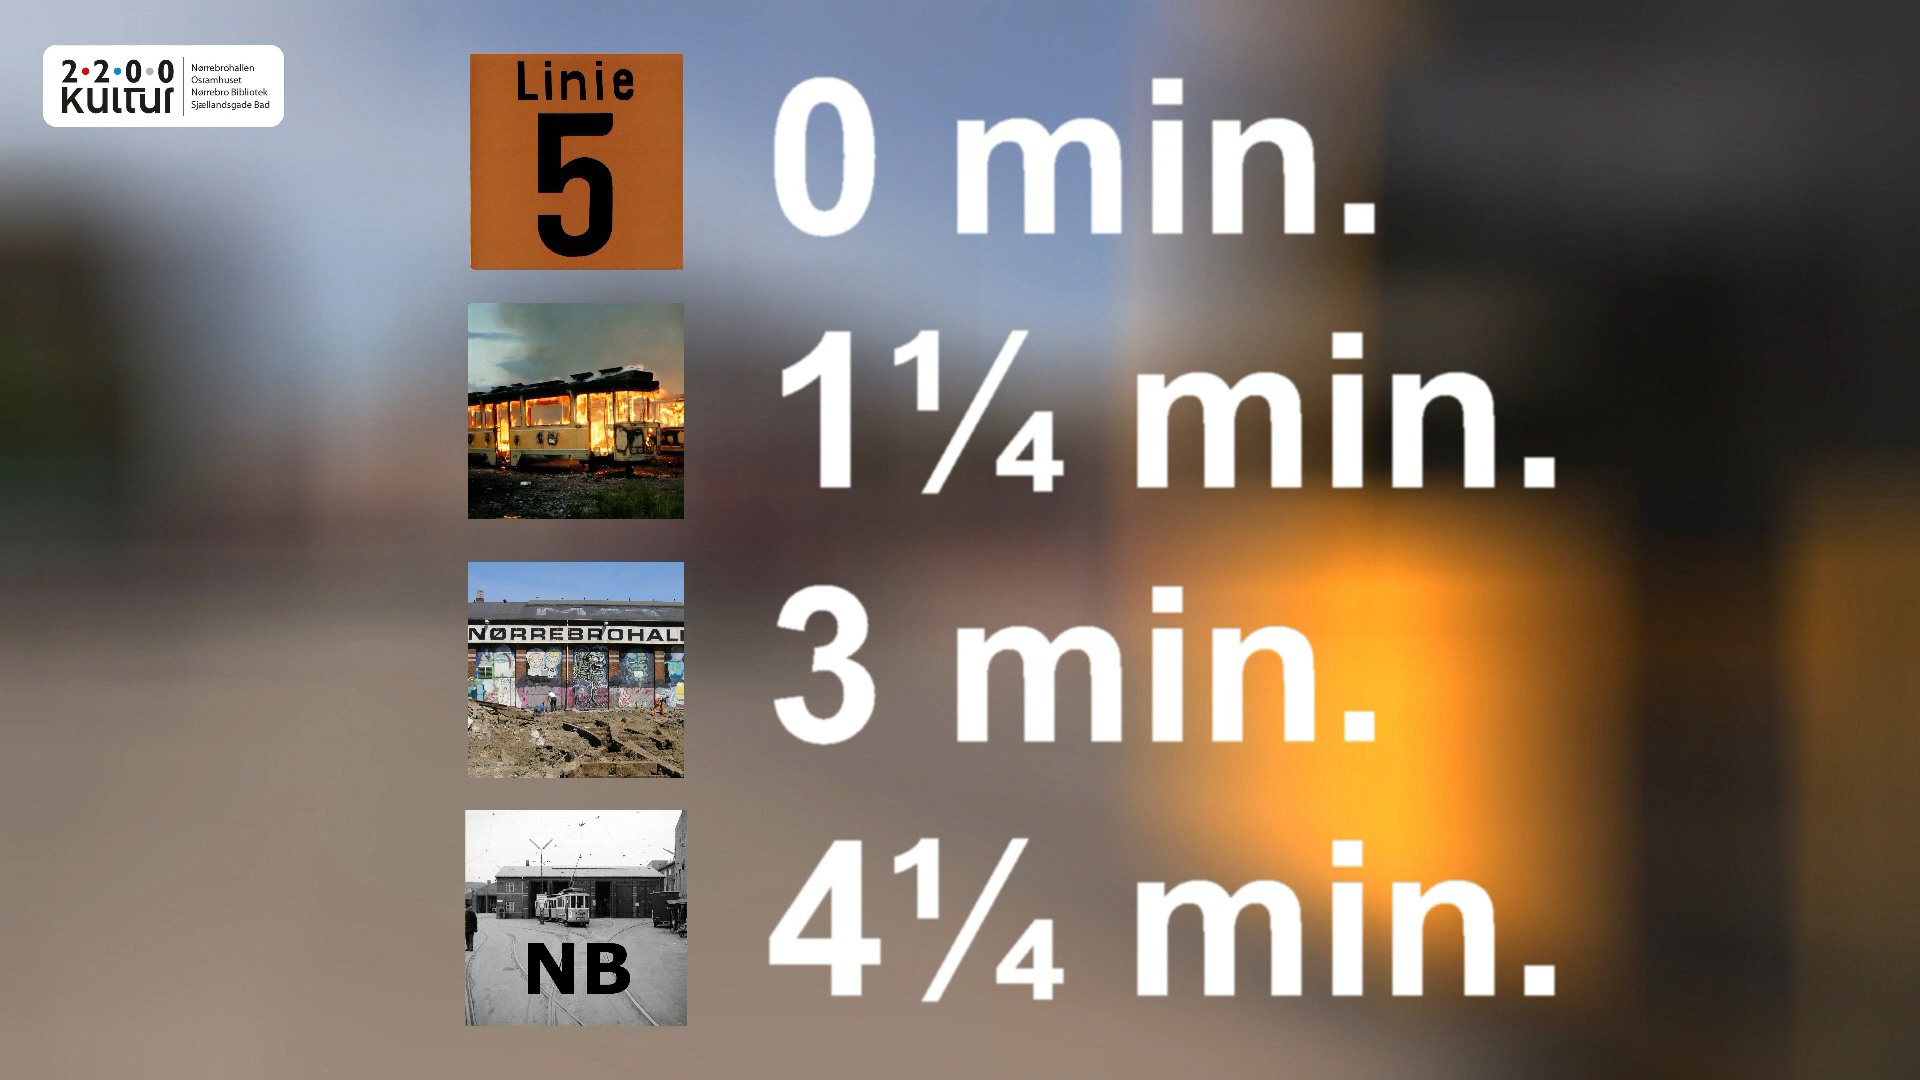 2·2·0·0
kultur
Nørrebrohallen
Osramhuset
Nørrebro Bibliotek
Sjællandsgade Bad
Linie
5
0 min.
1¼ min.
NØRREBROHAL
3 min.
NB
4¼ min.